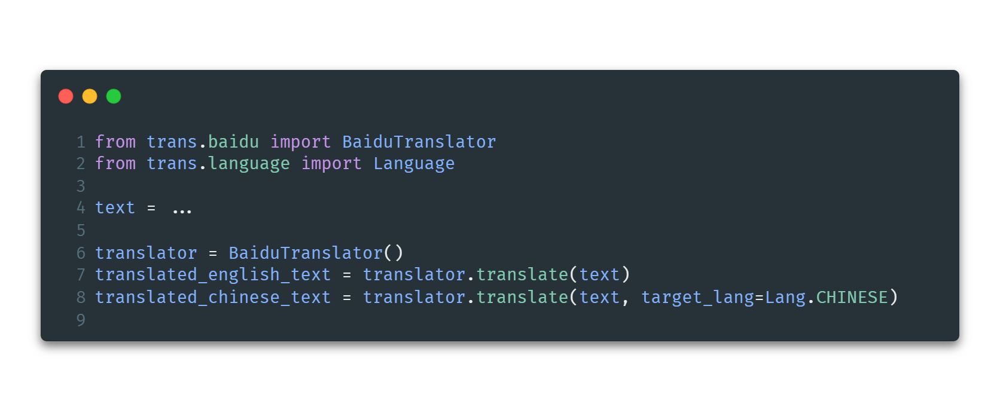 1 from trans.baidu import BaiduTranslator
2 from trans.language import Language
3
4 text = ...
5
6 translator = BaiduTranslator()
7 translated_english_text = translator.translate(text)
8 translated_chinese_text = translator.translate(text, target_lang=Lang.CHINESE)
9